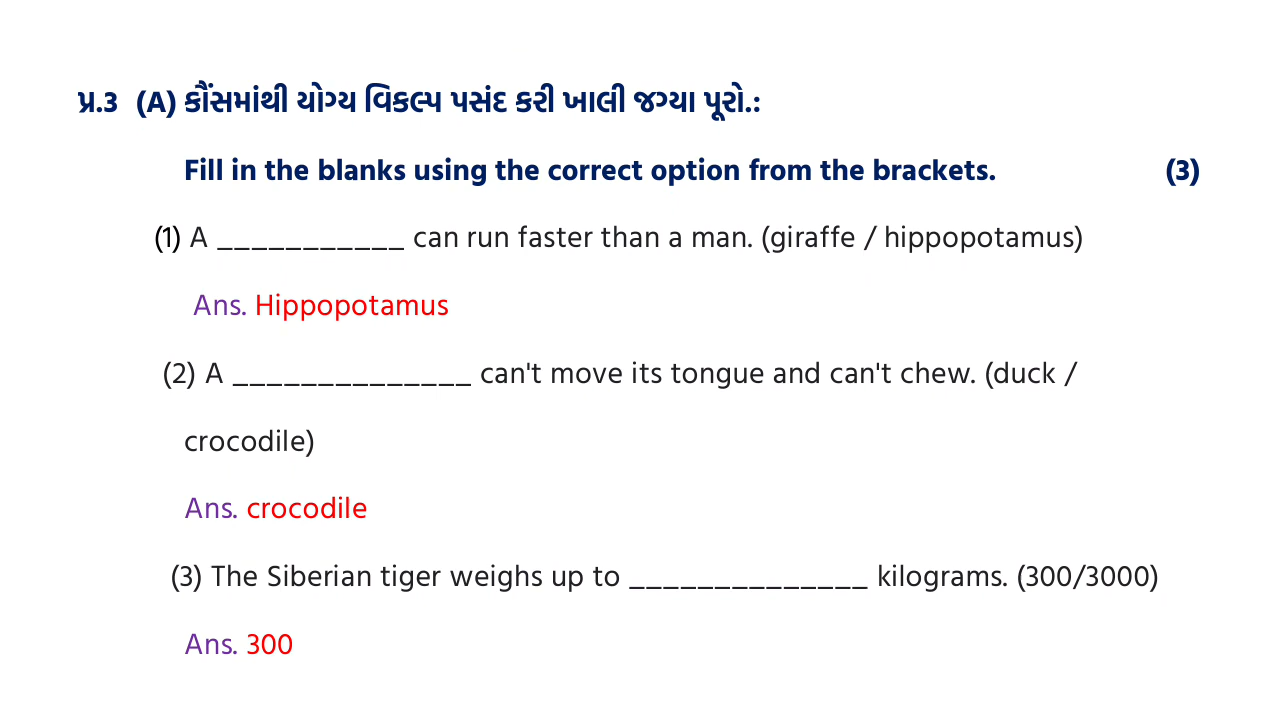 પ્ર.3 (A) કૌંસમાંથી યોગ્ય વિકલ્પ પસંદ કરી ખાલી જગ્યા પૂરો.:
Fill in the blanks using the correct option from the brackets. (3)
(1) A ___________ can run faster than a man. (giraffe / hippopotamus)
Ans. Hippopotamus
(2) A ______________ can't move its tongue and can't chew. (duck /
crocodile)
Ans. crocodile
(3) The Siberian tiger weighs up to ______________ kilograms. (300/3000)
Ans. 300